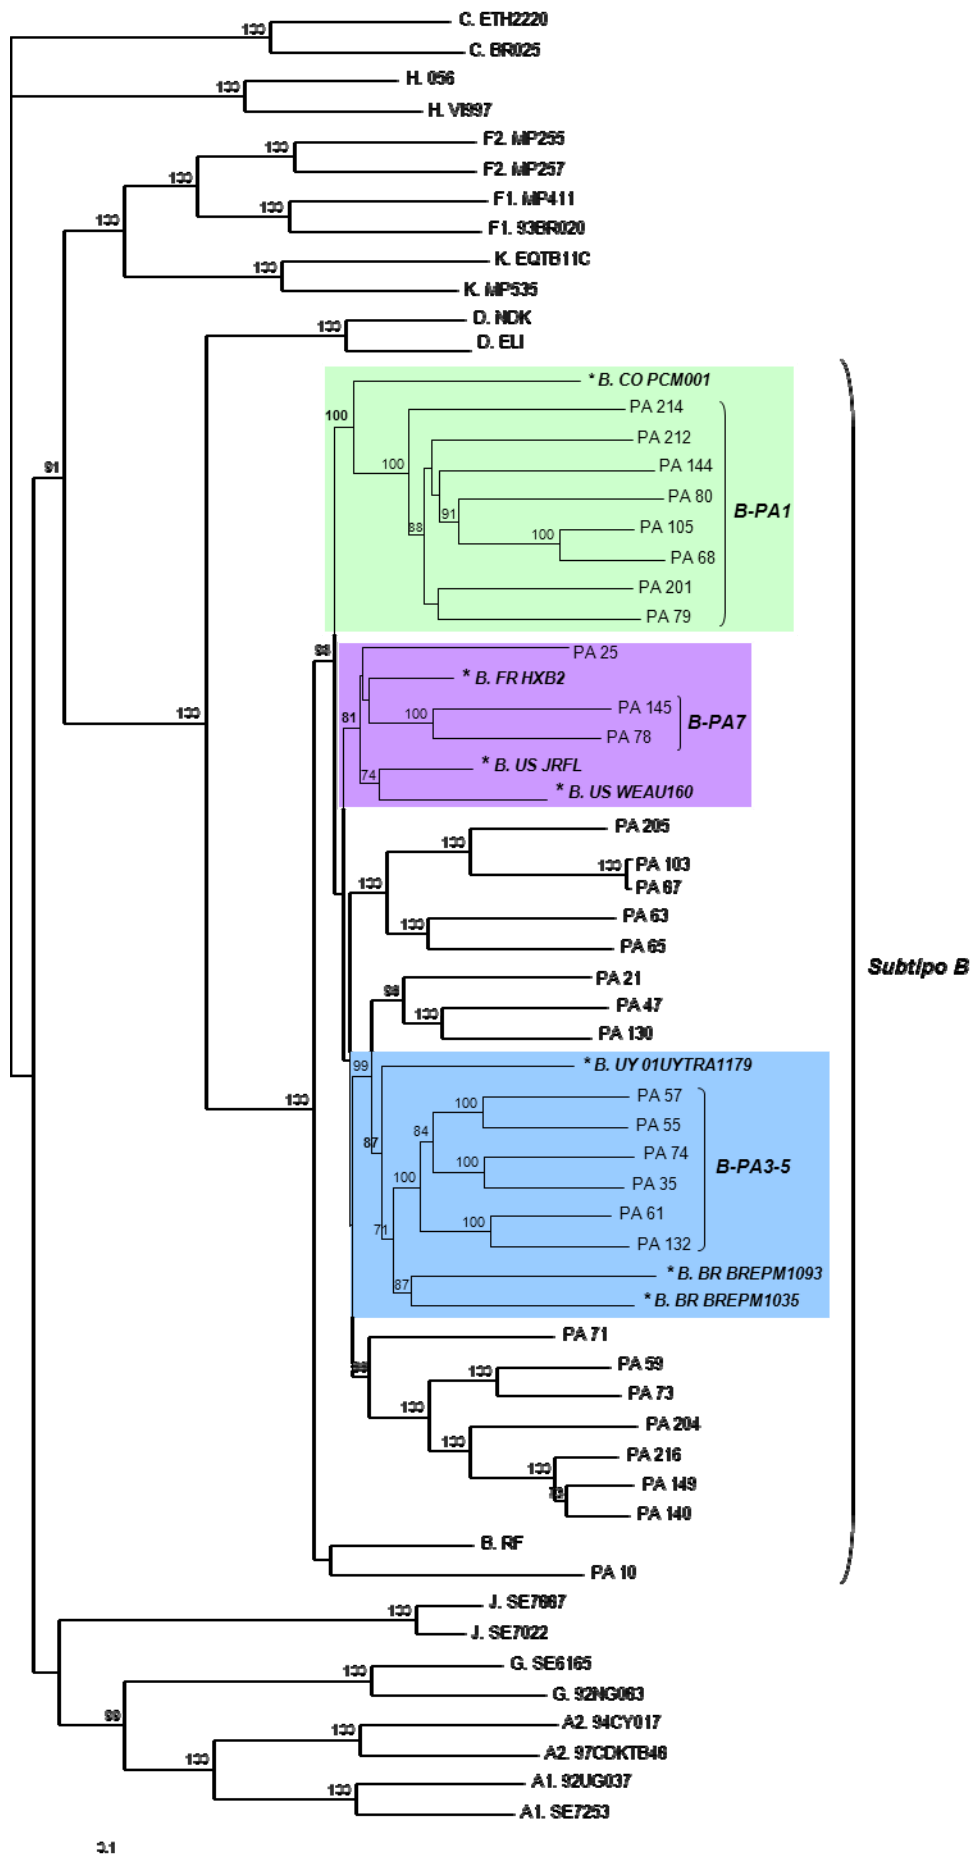 100
C. ETH2220
C. BR025
100
H. 056
H. VI997
100
F2. MP255
F2. MP257
100
100
F1. MP411
100
F1. 93BR020
K. EQTB11C
100
K. MP535
D. NDK
100
D. ELI
* B. CO PCM001
100
PA 214
PA 212
100
PA 144
91
PA 80
91
B-PA1
88
PA 105
100
PA 68
PA 201
PA 79
98
PA 25
* B. FR HXB2
PA 145
81
100
B-PA7
100
PA 78
* B. US JRFL
74
* B. US WEAU160
PA 205
100
100
PA 103
PA 67
100
PA 63
100
PA 65
Subtipo B
PA 21
98
PA 47
100
PA 130
99
* B. UY 01UYTRA1179
100
PA 57
100
84
PA 55
87
PA 74
100
B-PA3-5
100
PA 35
PA 61
71
100
PA 132
* B. BR BREPM1093
87
* B. BR BREPM1035
PA 71
PA 59
100
PA 73
100
PA 204
100
PA 216
100
PA 149
PA 140
B. RF
PA 10
J. SE7887
100
J. SE7022
G. SE6165
100
G. 92NG083
99
A2. 94CY017
100
A2. 97CDKTB48
100
A1. 92UG037
100
A1. SE7253
0.1